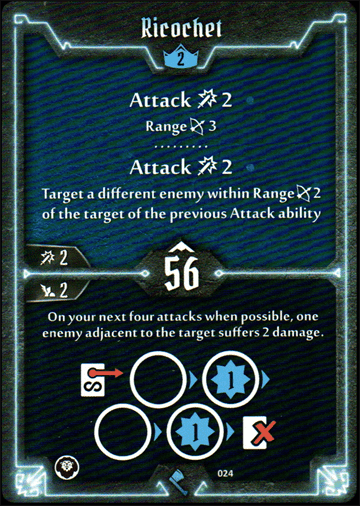 Ricochet
2
Attack 2
Range 3
Attack 2
Target a different enemy within Range 2
of the target of the previous Attack ability
2
56
2
On your next four attacks when possible, one
enemy adjacent to the target suffers 2 damage.
1
1
024